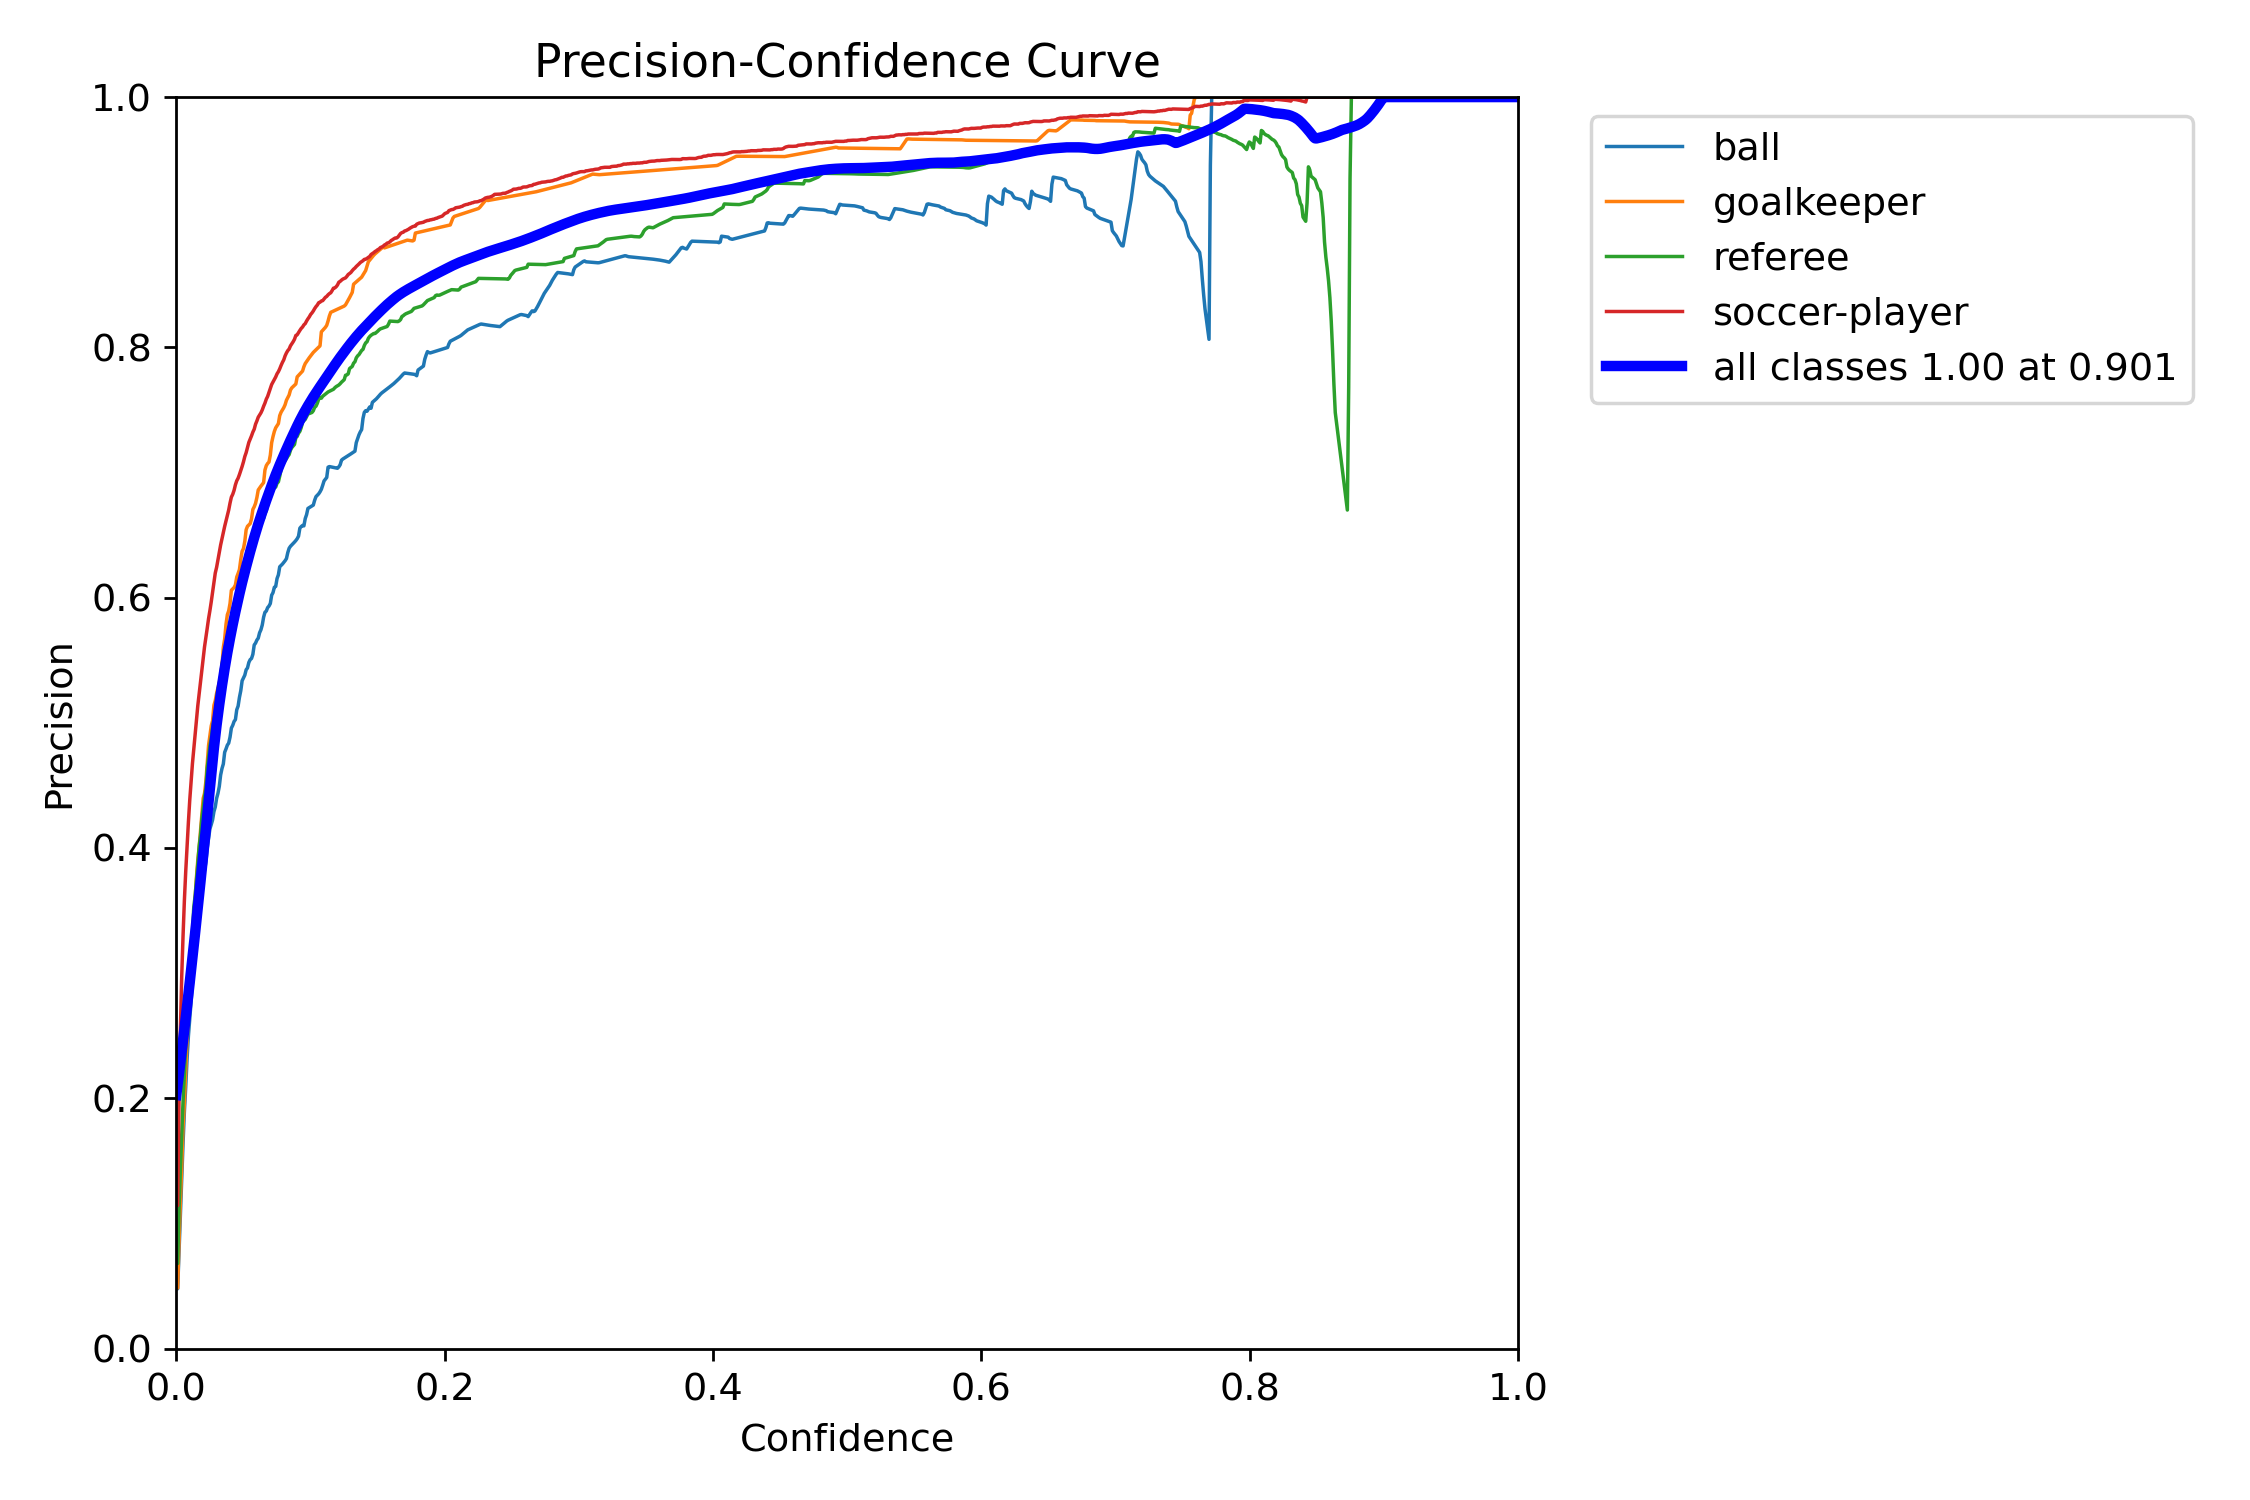 Precision-Confidence Curve
1.0
0.8
0.6
0.4
0.2
0.0
Precision
0.0 0.2 0.4 0.6 0.8 1.0
Confidence
ball
goalkeeper
referee
soccer-player
all classes 1.00 at 0.901